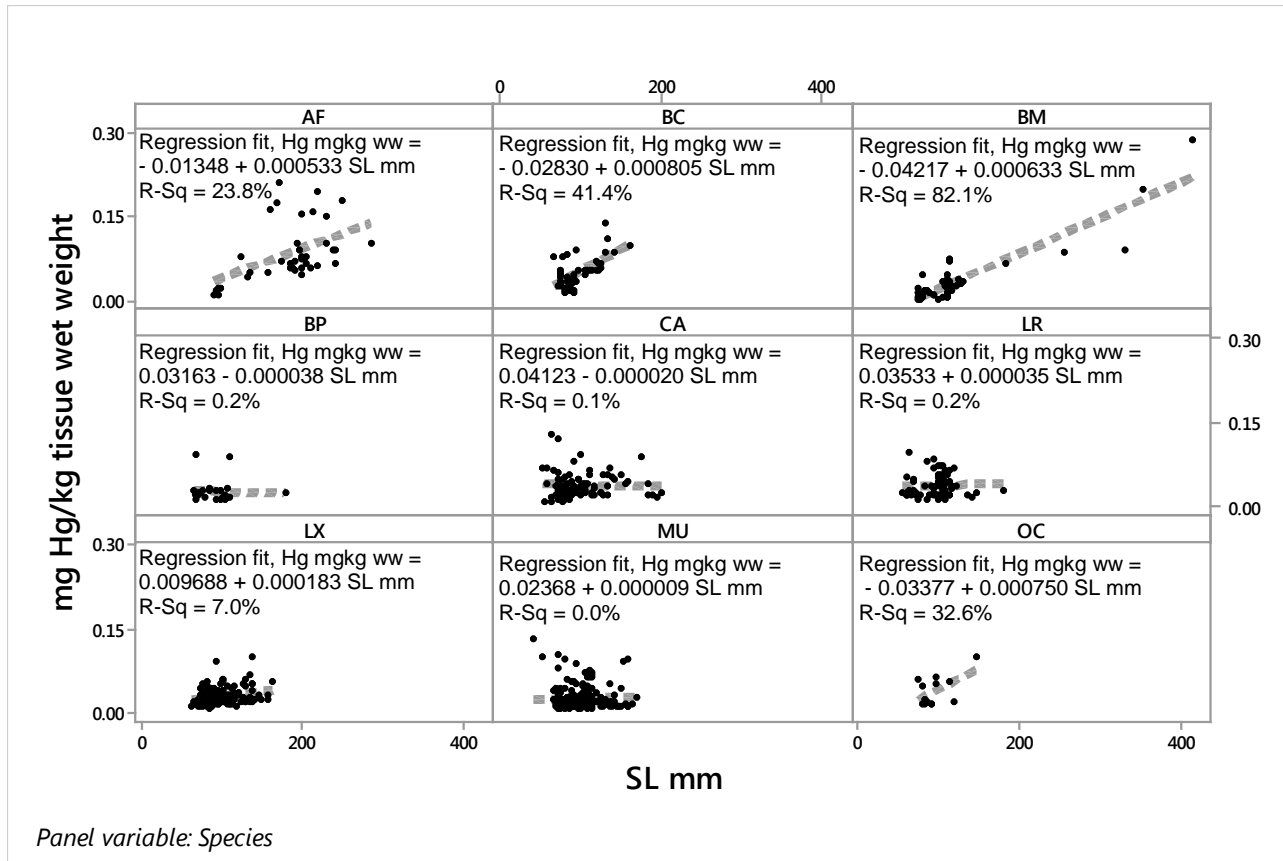 0 200 400
AF BC BM
0.30
Regression fit, Hg mgkg ww =
- 0.01348 + 0.000533 SL mm
R-Sq = 23.8%
Regression fit, Hg mgkg ww =
- 0.02830 + 0.000805 SL mm
R-Sq = 41.4%
Regression fit, Hg mgkg ww =
- 0.04217 + 0.000633 SL mm
R-Sq = 82.1%
0.15
0.00
BP CA LR
0.30
Regression fit, Hg mgkg ww =
0.03163 - 0.000038 SL mm
R-Sq = 0.2%
Regression fit, Hg mgkg ww =
0.04123 - 0.000020 SL mm
R-Sq = 0.1%
Regression fit, Hg mgkg ww =
0.03533 + 0.000035 SL mm
R-Sq = 0.2%
0.15
0.00
LX MU OC
0.30
Regression fit, Hg mgkg ww =
0.009688 + 0.000183 SL mm
R-Sq = 7.0%
Regression fit, Hg mgkg ww =
0.02368 + 0.000009 SL mm
R-Sq = 0.0%
Regression fit, Hg mgkg ww =
- 0.03377 + 0.000750 SL mm
R-Sq = 32.6%
0.15
0.00
0 200 400 0 200 400
mg Hg/kg tissue wet weight
SL mm
Panel variable: Species